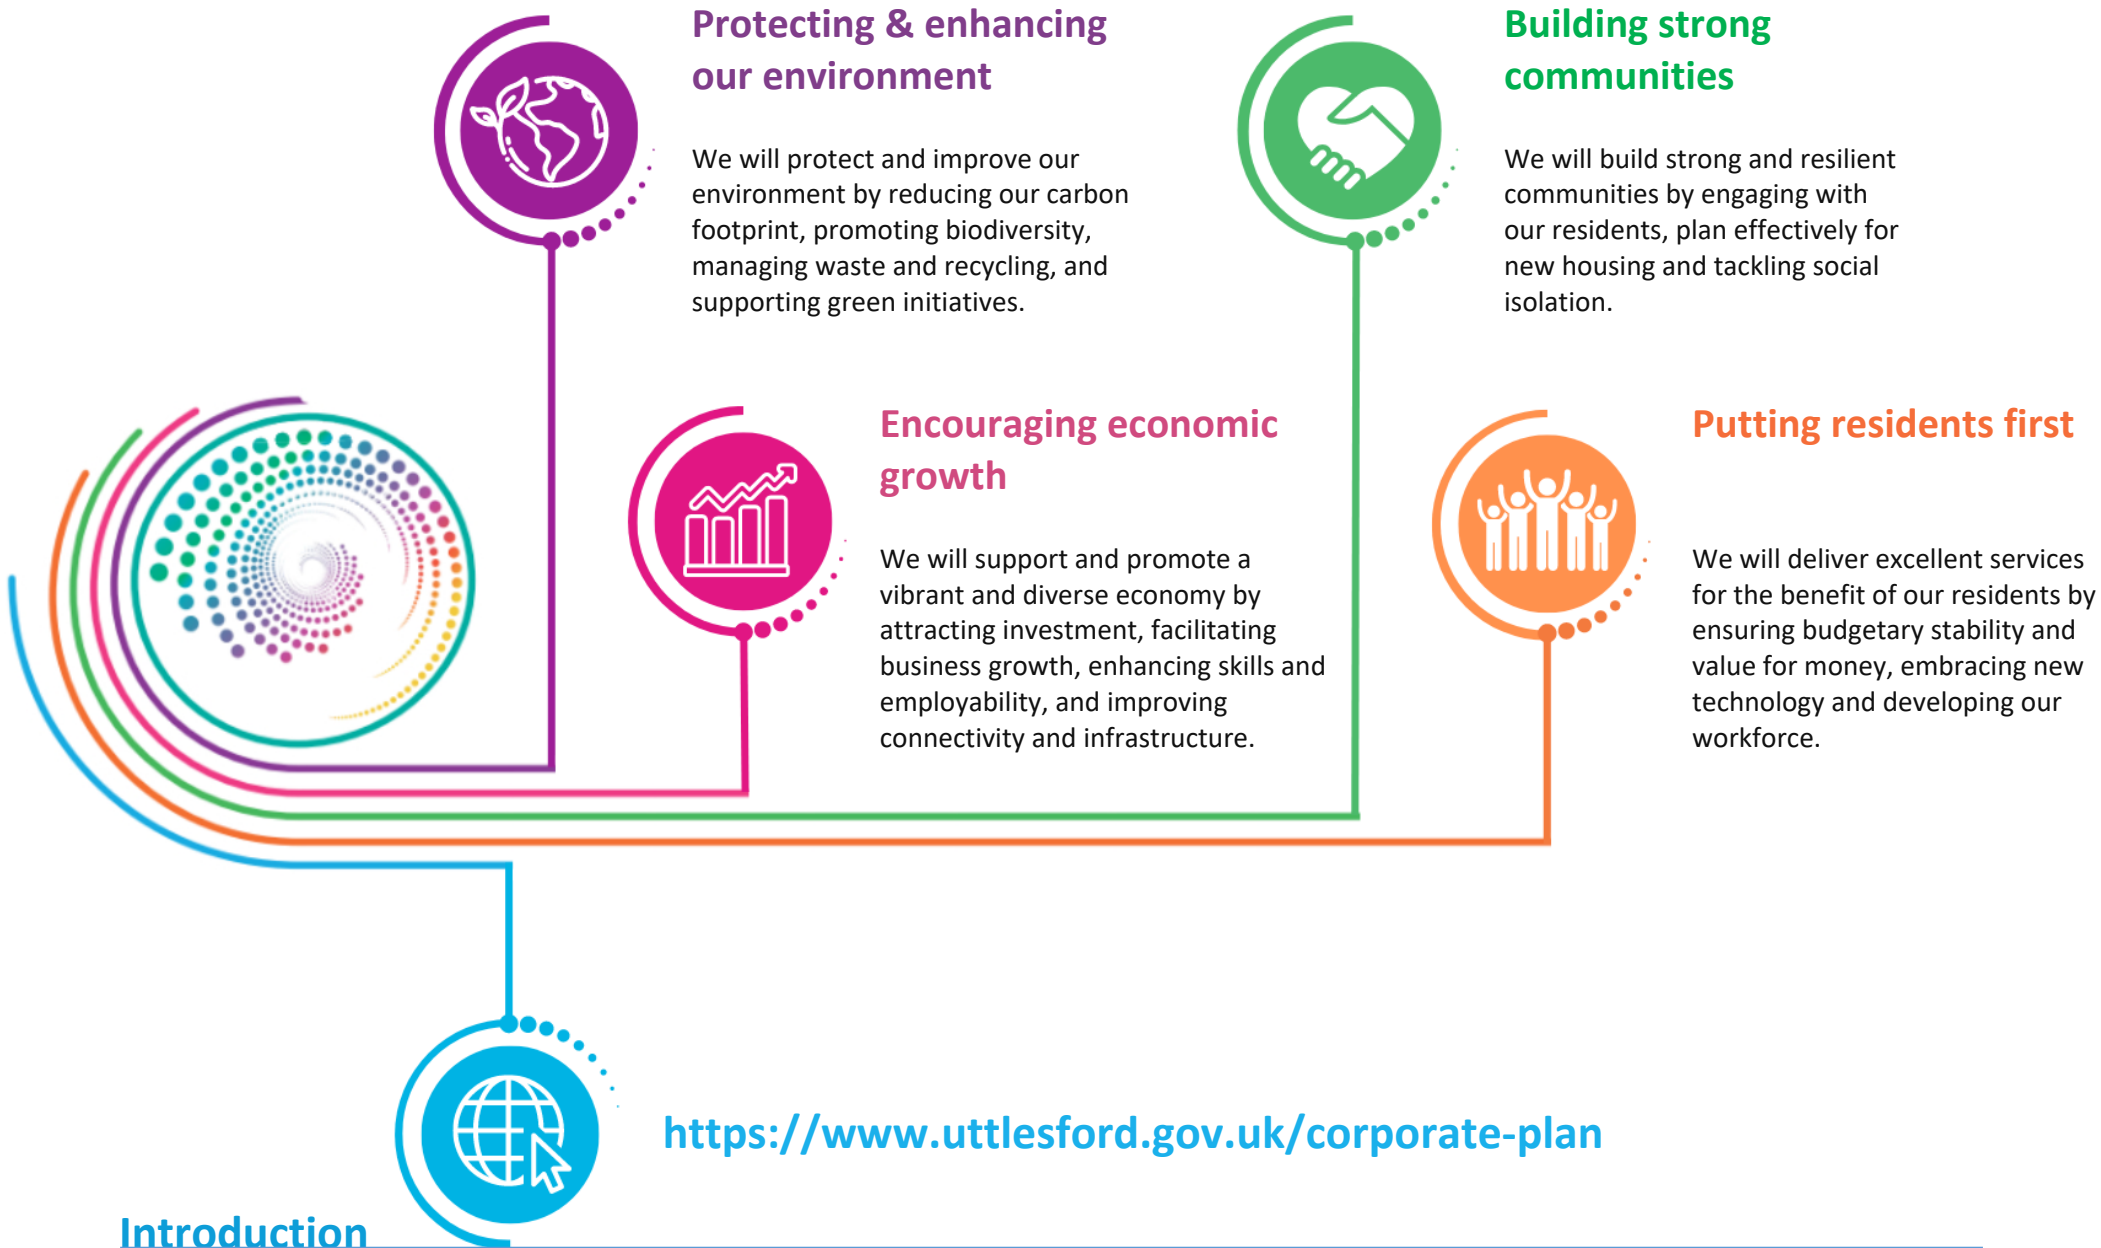 Protecting & enhancing
our environment
We will protect and improve our
environment by reducing our carbon
footprint, promoting biodiversity,
managing waste and recycling, and
supporting green initiatives.
Building strong
communities
We will build strong and resilient
communities by engaging with
our residents, plan effectively for
new housing and tackling social
isolation.
Encouraging economic
growth
We will support and promote a
vibrant and diverse economy by
attracting investment, facilitating
business growth, enhancing skills and
employability, and improving
connectivity and infrastructure.
Putting residents first
We will deliver excellent services
for the benefit of our residents by
ensuring budgetary stability and
value for money, embracing new
technology and developing our
workforce.
https://www.uttlesford.gov.uk/corporate-plan
Introduction